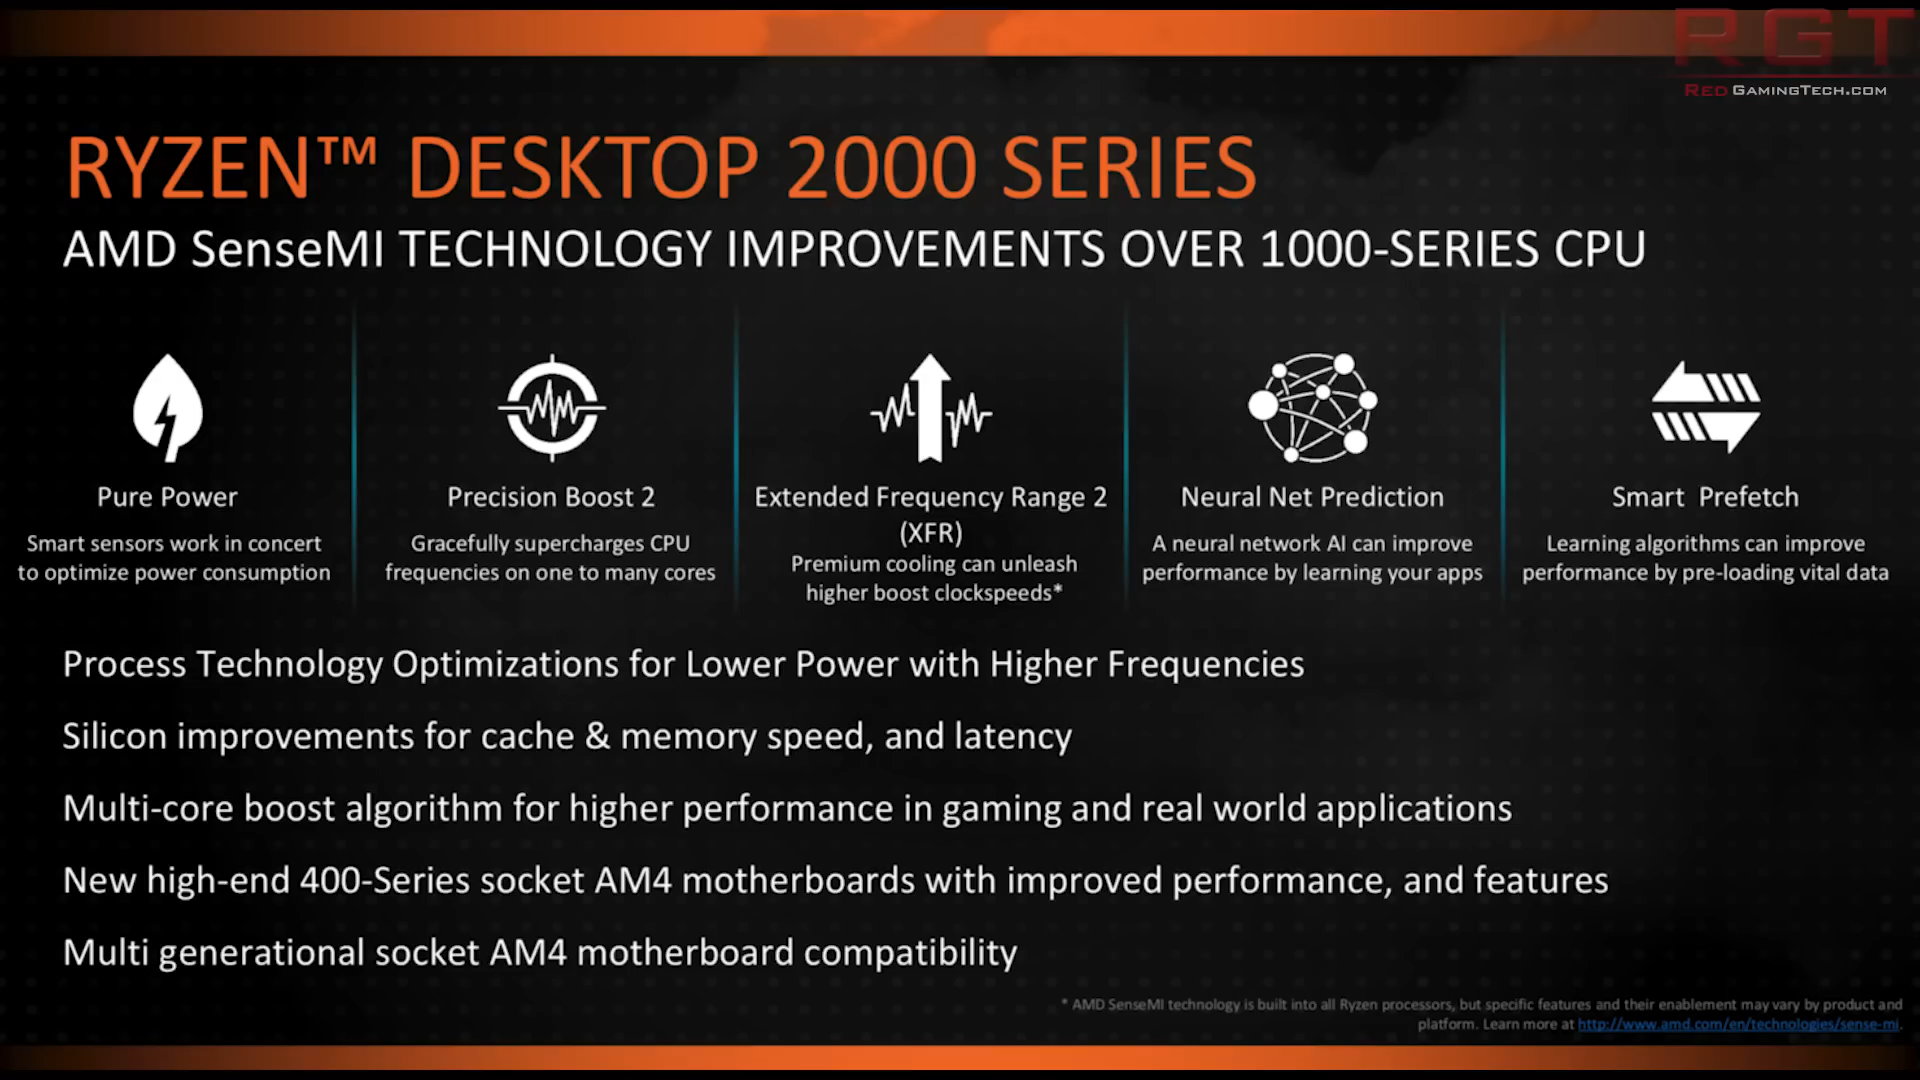 RGT
RED GAMINGTECH.COM
RYZEN™ DESKTOP 2000 SERIES
AMD SenseMI TECHNOLOGY IMPROVEMENTS OVER 1000-SERIES CPU
Pure Power
Smart sensors work in concert
to optimize power consumption
Precision Boost 2
Gracefully supercharges CPU
frequencies on one to many cores
Extended Frequency Range 2
(XFR)
Premium cooling can unleash
higher boost clockspeeds*
Neural Net Prediction
A neural network AI can improve
performance by learning your apps
Smart Prefetch
Learning algorithms can improve
performance by pre-loading vital data
Process Technology Optimizations for Lower Power with Higher Frequencies
Silicon improvements for cache & memory speed, and latency
Multi-core boost algorithm for higher performance in gaming and real world applications
New high-end 400-Series socket AM4 motherboards with improved performance, and features
Multi generational socket AM4 motherboard compatibility
* AMD SenseMI technology is built into all Ryzen processors, but specific features and their enablement may vary by product and
platform. Learn more at http://www.amd.com/en/technologies/sense-mi.